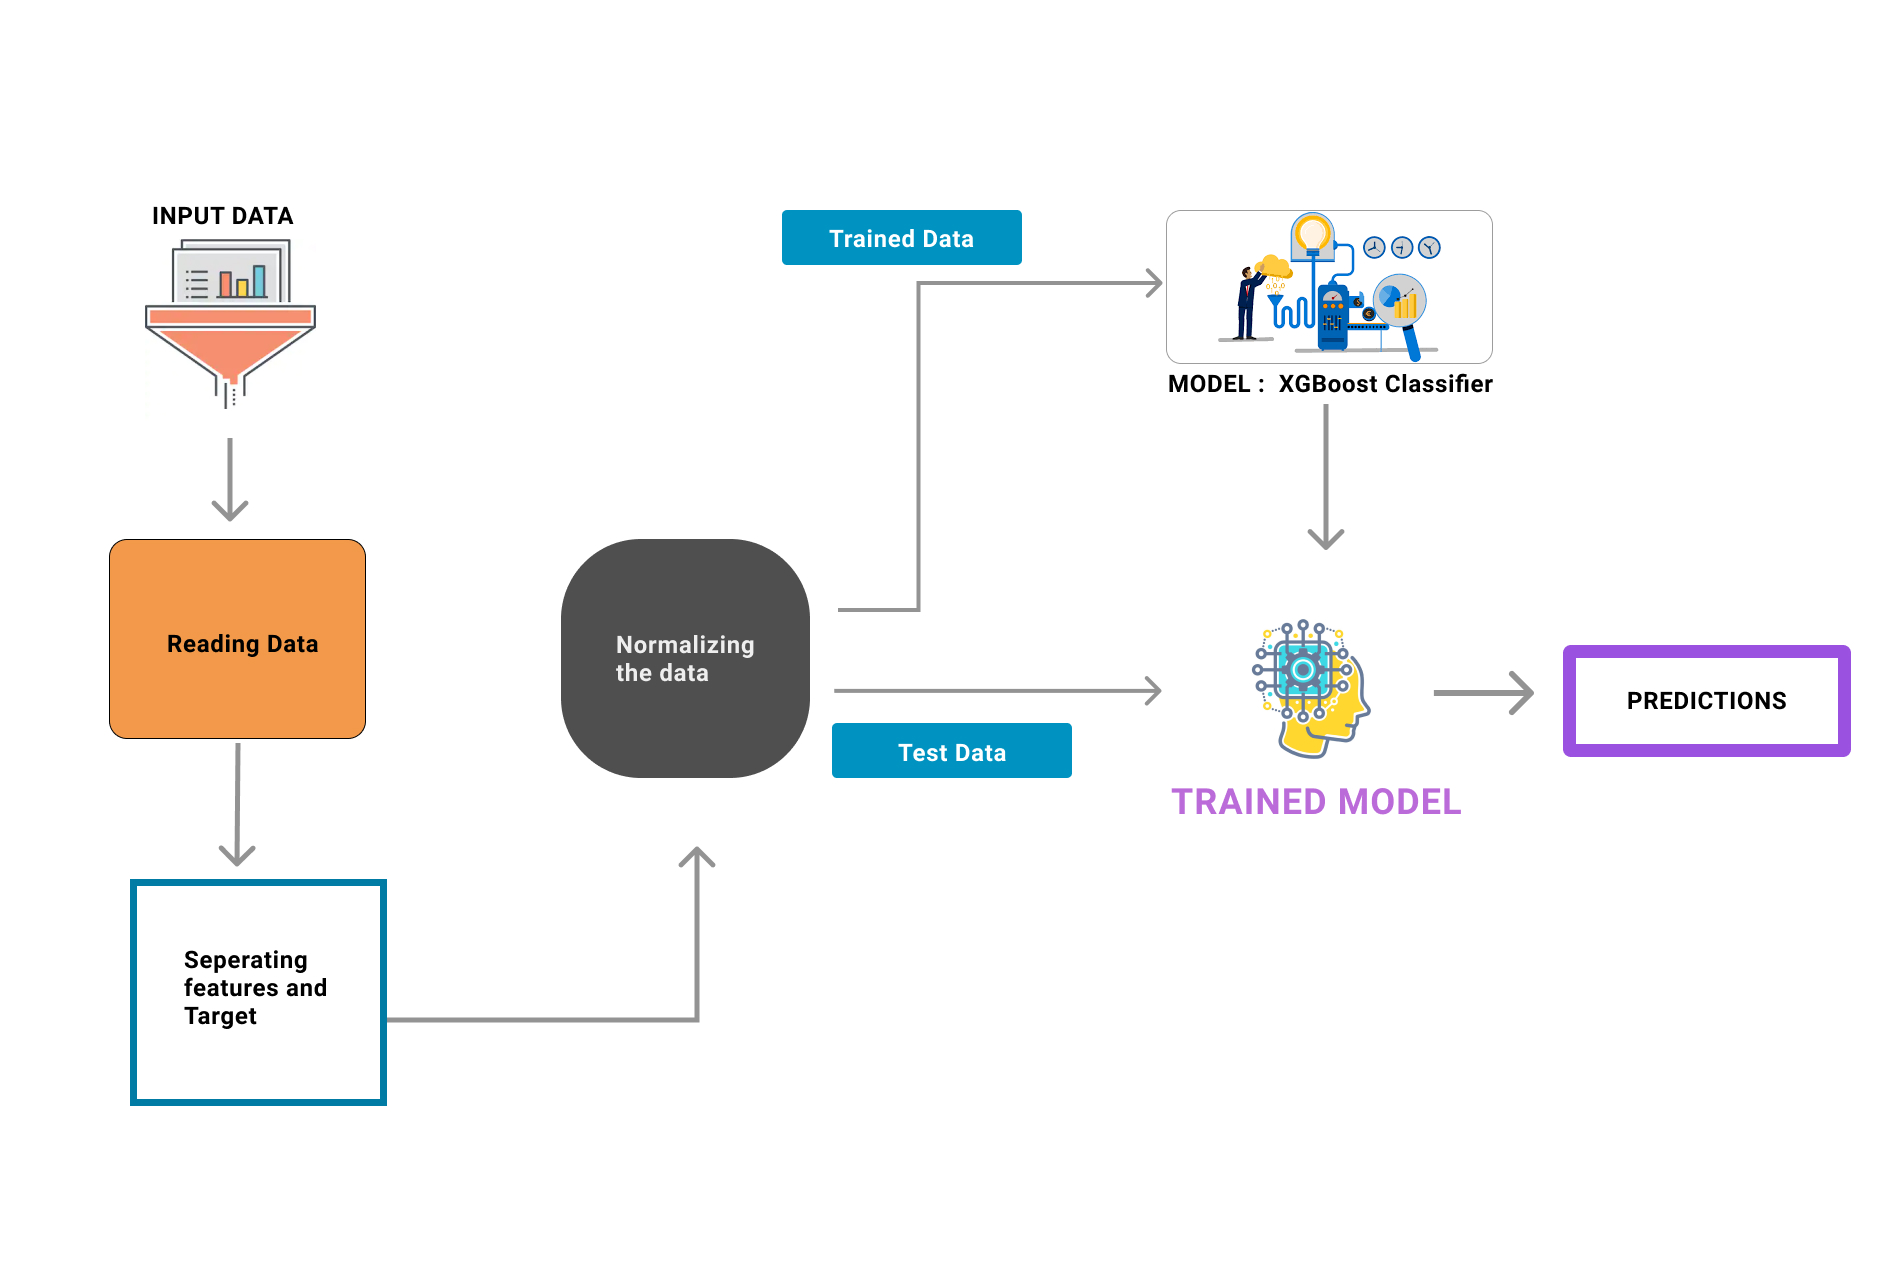 INPUT DATA
Reading Data
Seperating
features and
Target
Normalizing
the data
Trained Data
Test Data
MODEL :  XGBoost Classifier
TRAINED MODEL
PREDICTIONS